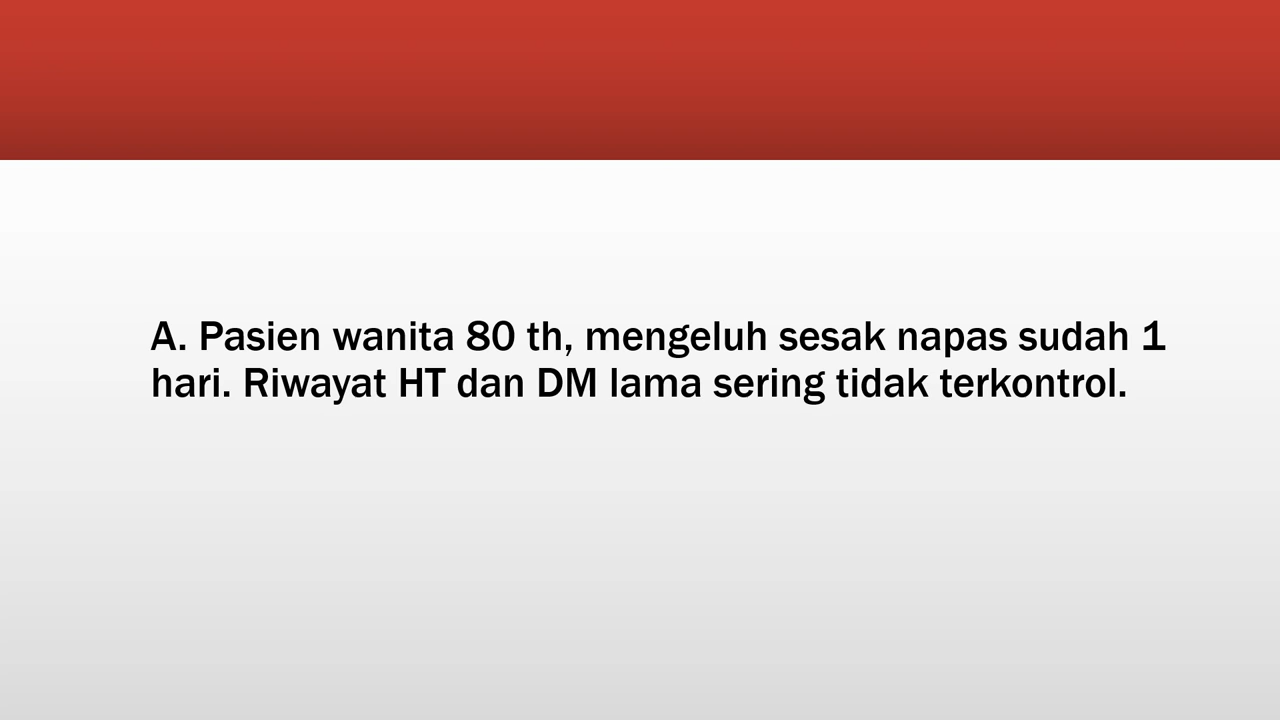 A. Pasien wanita 80 th, mengeluh sesak napas sudah 1
hari. Riwayat HT dan DM lama sering tidak terkontrol.